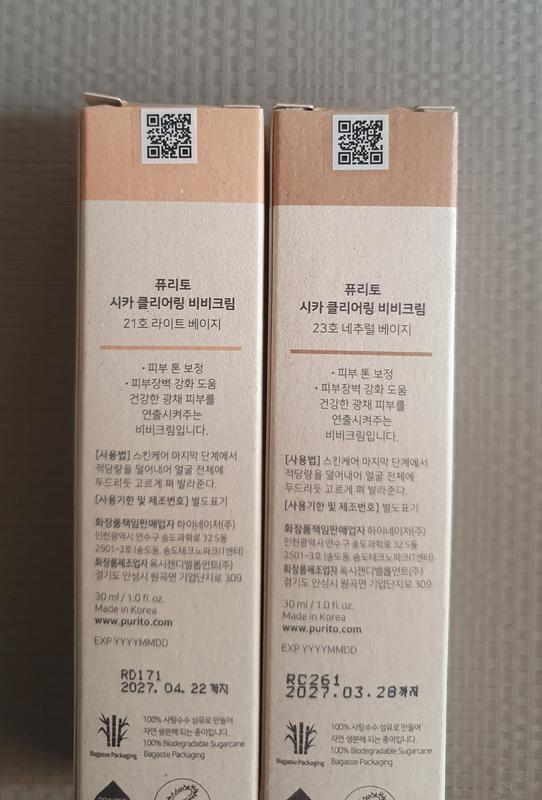 퓨리토
시카 클리어링 비비크림
21호 라이트 베이지
• 피부 톤 보정
• 피부장벽 강화 도움
건강한 광채 피부를
연출시켜주는
비비크림입니다.
[사용법] 스킨케어 마지막 단계에서
적당량을 덜어내어 얼굴 전체에
두드리듯 고르게 펴 발라준다.
[사용기한 및 제조번호] 별도표기
화장품책임판매업자 하이네이처(주)
인천광역시 연수구 송도과학로 32 S동
2501~3호 (송도동, 송도테크노파크IT센터)
화장품제조업자 옥시젠디벨롭먼트(주)
경기도 안성시 원곡면 기업단지로 309
30 ml / 1.0 fl. oz.
Made in Korea
www.purito.com
EXP YYYYMMDD
RD171
2027. 04. 22 까지
100% 사탕수수 섬유로 만들어
자연 생분해 되는 종이입니다.
100% Biodegradable Sugarcane
Bagasse Packaging
Bagasse Packaging
퓨리토
시카 클리어링 비비크림
23호 네추럴 베이지
• 피부 톤 보정
• 피부장벽 강화 도움
건강한 광채 피부를
연출시켜주는
비비크림입니다.
[사용법] 스킨케어 마지막 단계에서
적당량을 덜어내어 얼굴 전체에
두드리듯 고르게 펴 발라준다.
[사용기한 및 제조번호] 별도표기
화장품책임판매업자 하이네이처(주)
인천광역시 연수구 송도과학로 32 S동
2501~3호 (송도동, 송도테크노파크IT센터)
화장품제조업자 옥시젠디벨롭먼트(주)
경기도 안성시 원곡면 기업단지로 309
30 ml / 1.0 fl. oz.
Made in Korea
www.purito.com
EXP YYYYMMDD
RC261
2027.03.28까지
100% 사탕수수 섬유로 만들어
자연 생분해 되는 종이입니다.
100% Biodegradable Sugarcane
Bagasse Packaging
Bagasse Packaging